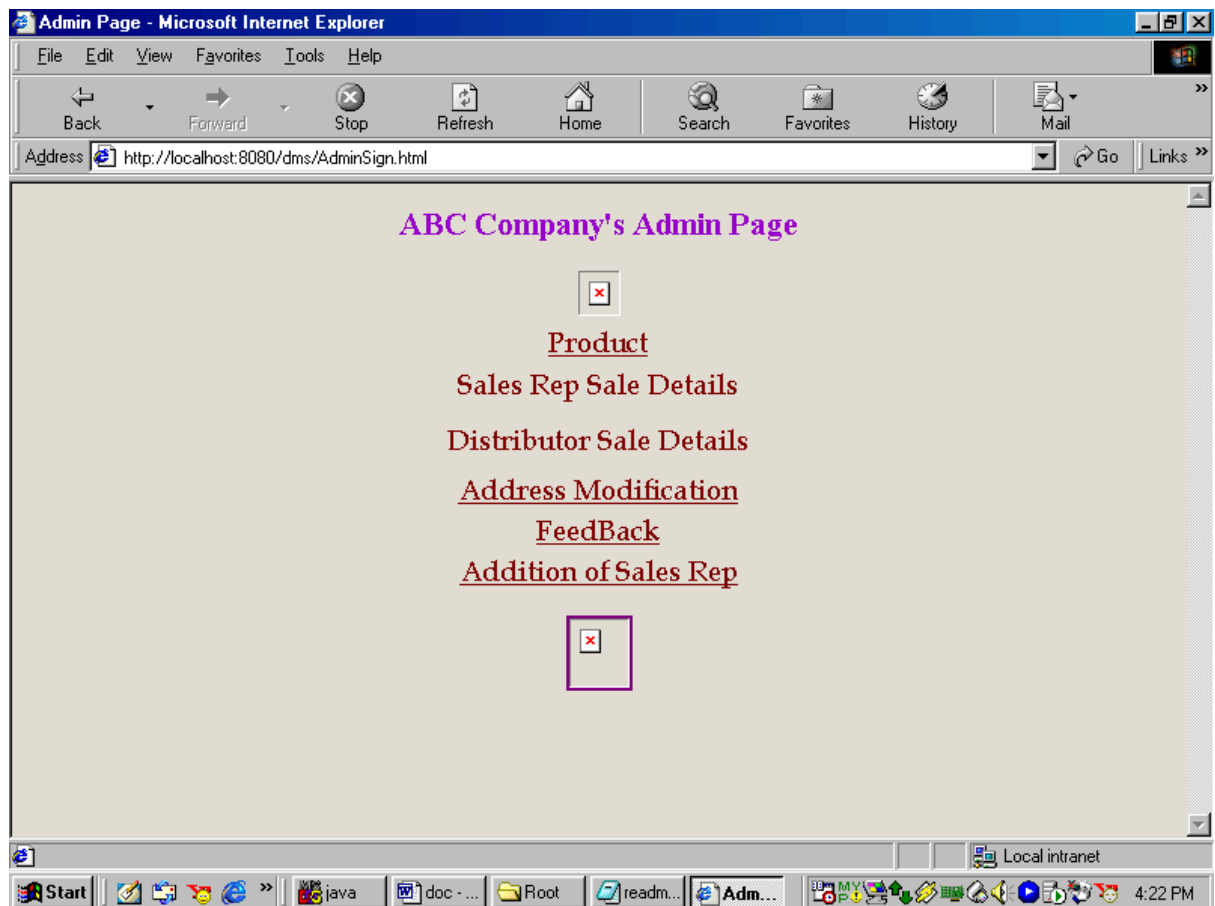 Admin Page - Microsoft Internet Explorer
File Edit View Favorites Tools Help
Back Forward Stop Refresh Home Search Favorites History Mail »
Address http://localhost:8080/dms/AdminSign.html Go Links »
ABC Company's Admin Page
Product
Sales Rep Sale Details
Distributor Sale Details
Address Modification
FeedBack
Addition of Sales Rep
Local intranet
Start » java doc - ... Root readm... Adm... 4:22 PM